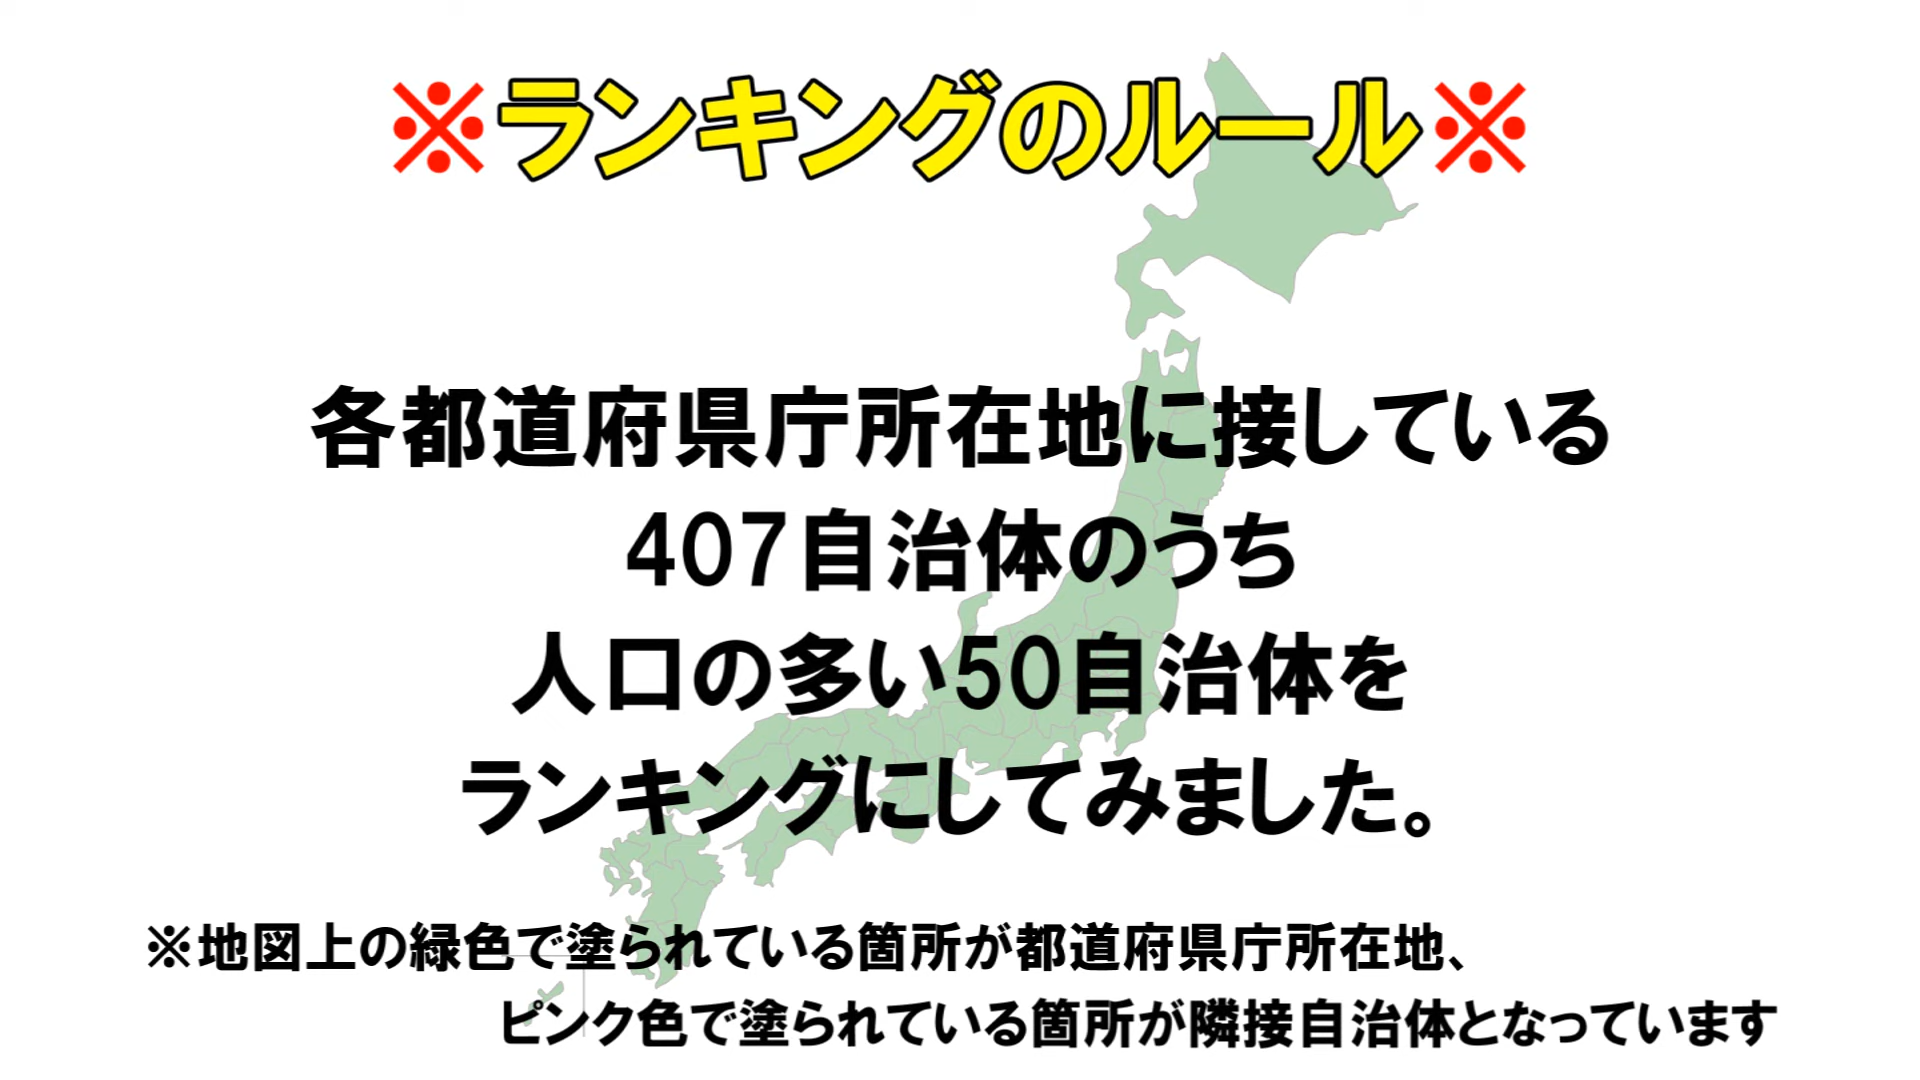 ※ランキングのルール※
各都道府県庁所在地に接している
407自治体のうち
人口の多い50自治体を
ランキングにしてみました。
※地図上の緑色で塗られている箇所が都道府県庁所在地、
ピンク色で塗られている箇所が隣接自治体となっています